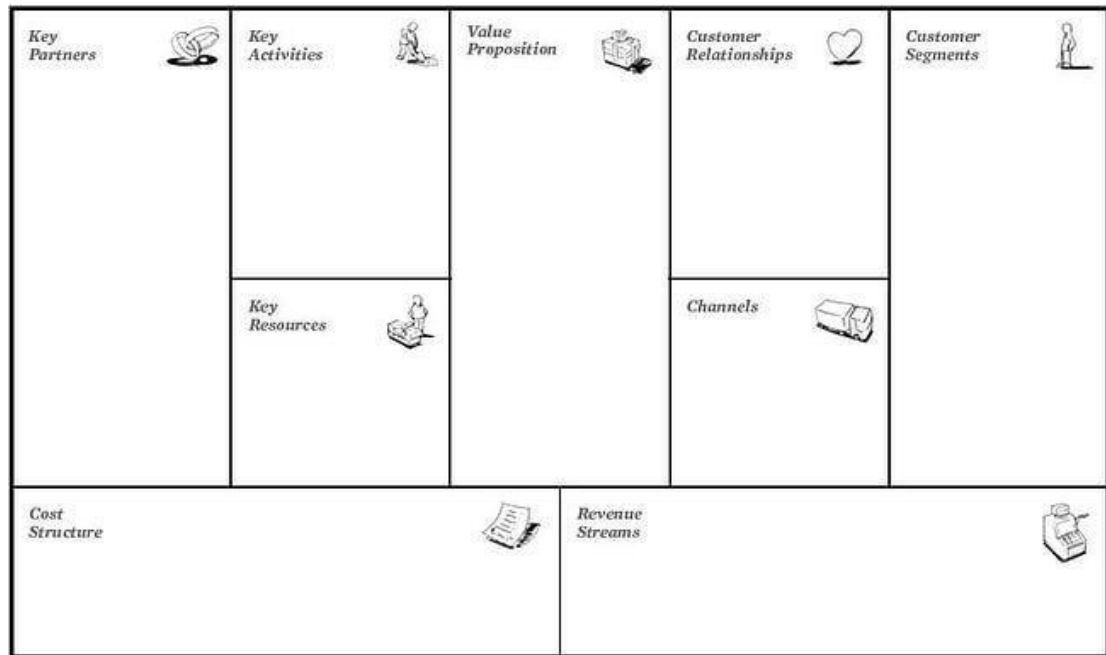 Key
Partners
Key
Activities
Value
Proposition
Customer
Relationships
Customer
Segments
Key
Resources
Channels
Cost
Structure
Revenue
Streams